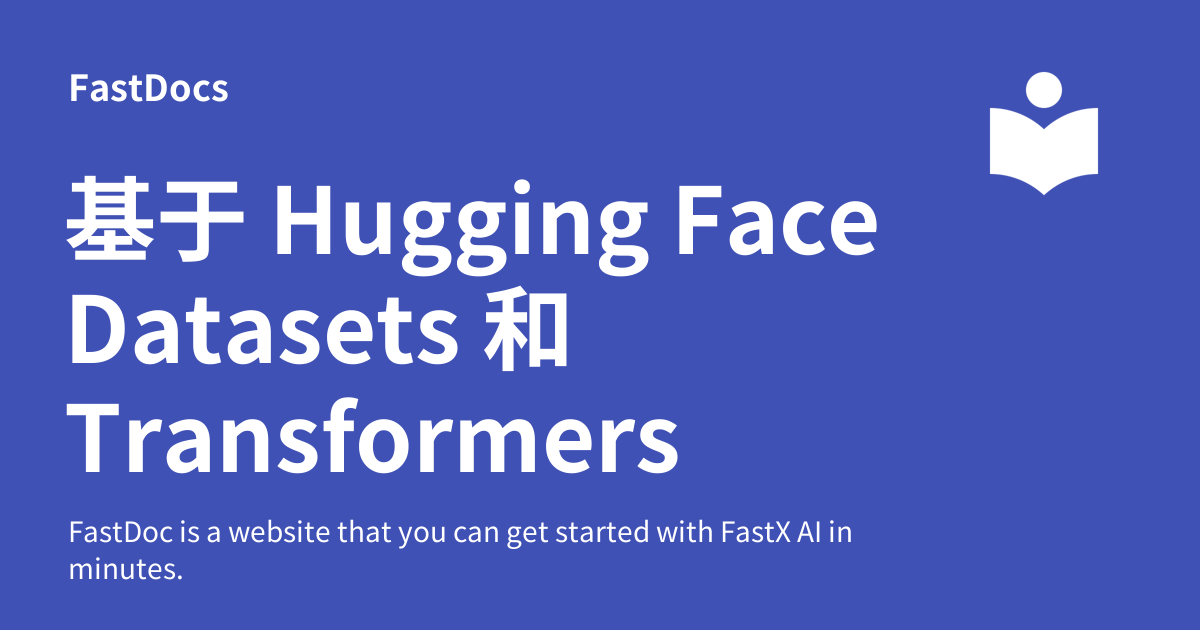 FastDocs
基于 Hugging Face
Datasets 和
Transformers
FastDoc is a website that you can get started with FastX AI in
minutes.